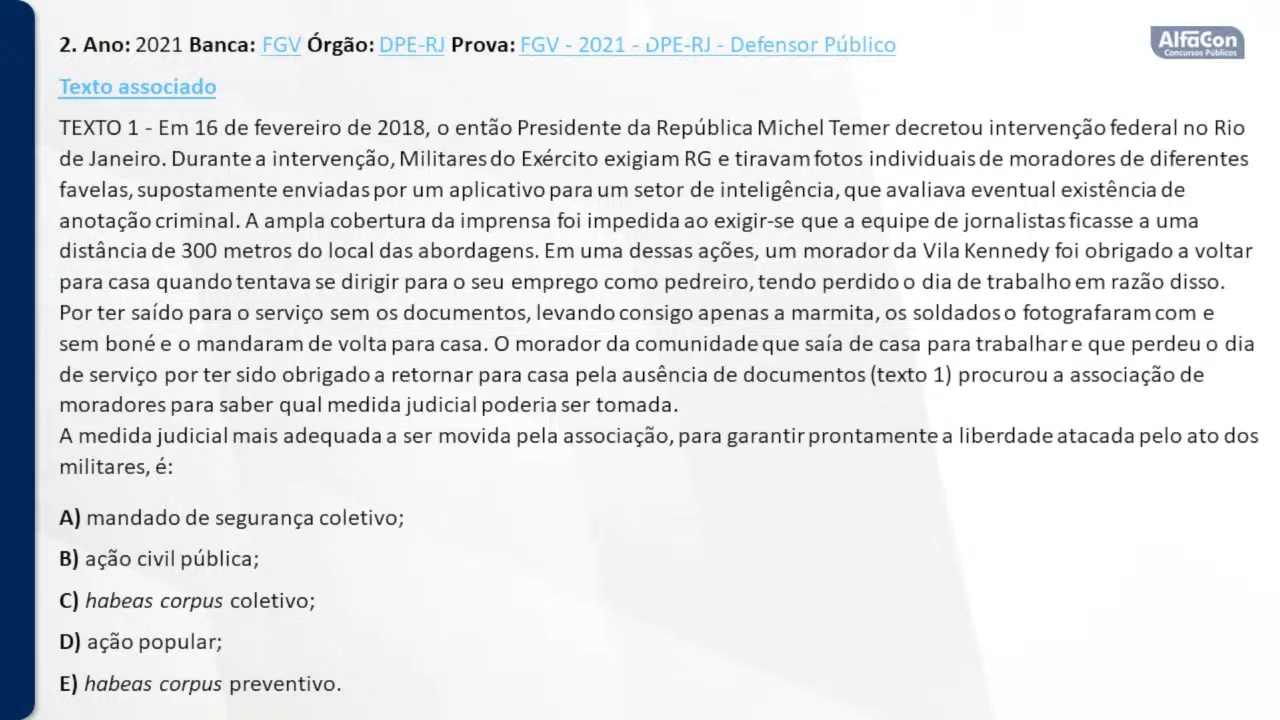 2. Ano: 2021 Banca: FGV Órgão: DPE-RJ Prova: FGV - 2021 - DPE-RJ - Defensor Público
AlfaCon
Concursos Públicos
Texto associado
TEXTO 1 - Em 16 de fevereiro de 2018, o então Presidente da República Michel Temer decretou intervenção federal no Rio
de Janeiro. Durante a intervenção, Militares do Exército exigiam RG e tiravam fotos individuais de moradores de diferentes
favelas, supostamente enviadas por um aplicativo para um setor de inteligência, que avaliava eventual existência de
anotação criminal. A ampla cobertura da imprensa foi impedida ao exigir-se que a equipe de jornalistas ficasse a uma
distância de 300 metros do local das abordagens. Em uma dessas ações, um morador da Vila Kennedy foi obrigado a voltar
para casa quando tentava se dirigir para o seu emprego como pedreiro, tendo perdido o dia de trabalho em razão disso.
Por ter saído para o serviço sem os documentos, levando consigo apenas a marmita, os soldados o fotografaram com e
sem boné e o mandaram de volta para casa. O morador da comunidade que saía de casa para trabalhar e que perdeu o dia
de serviço por ter sido obrigado a retornar para casa pela ausência de documentos (texto 1) procurou a associação de
moradores para saber qual medida judicial poderia ser tomada.
A medida judicial mais adequada a ser movida pela associação, para garantir prontamente a liberdade atacada pelo ato dos
militares, é:
A) mandado de segurança coletivo;
B) ação civil pública;
C) habeas corpus coletivo;
D) ação popular;
E) habeas corpus preventivo.